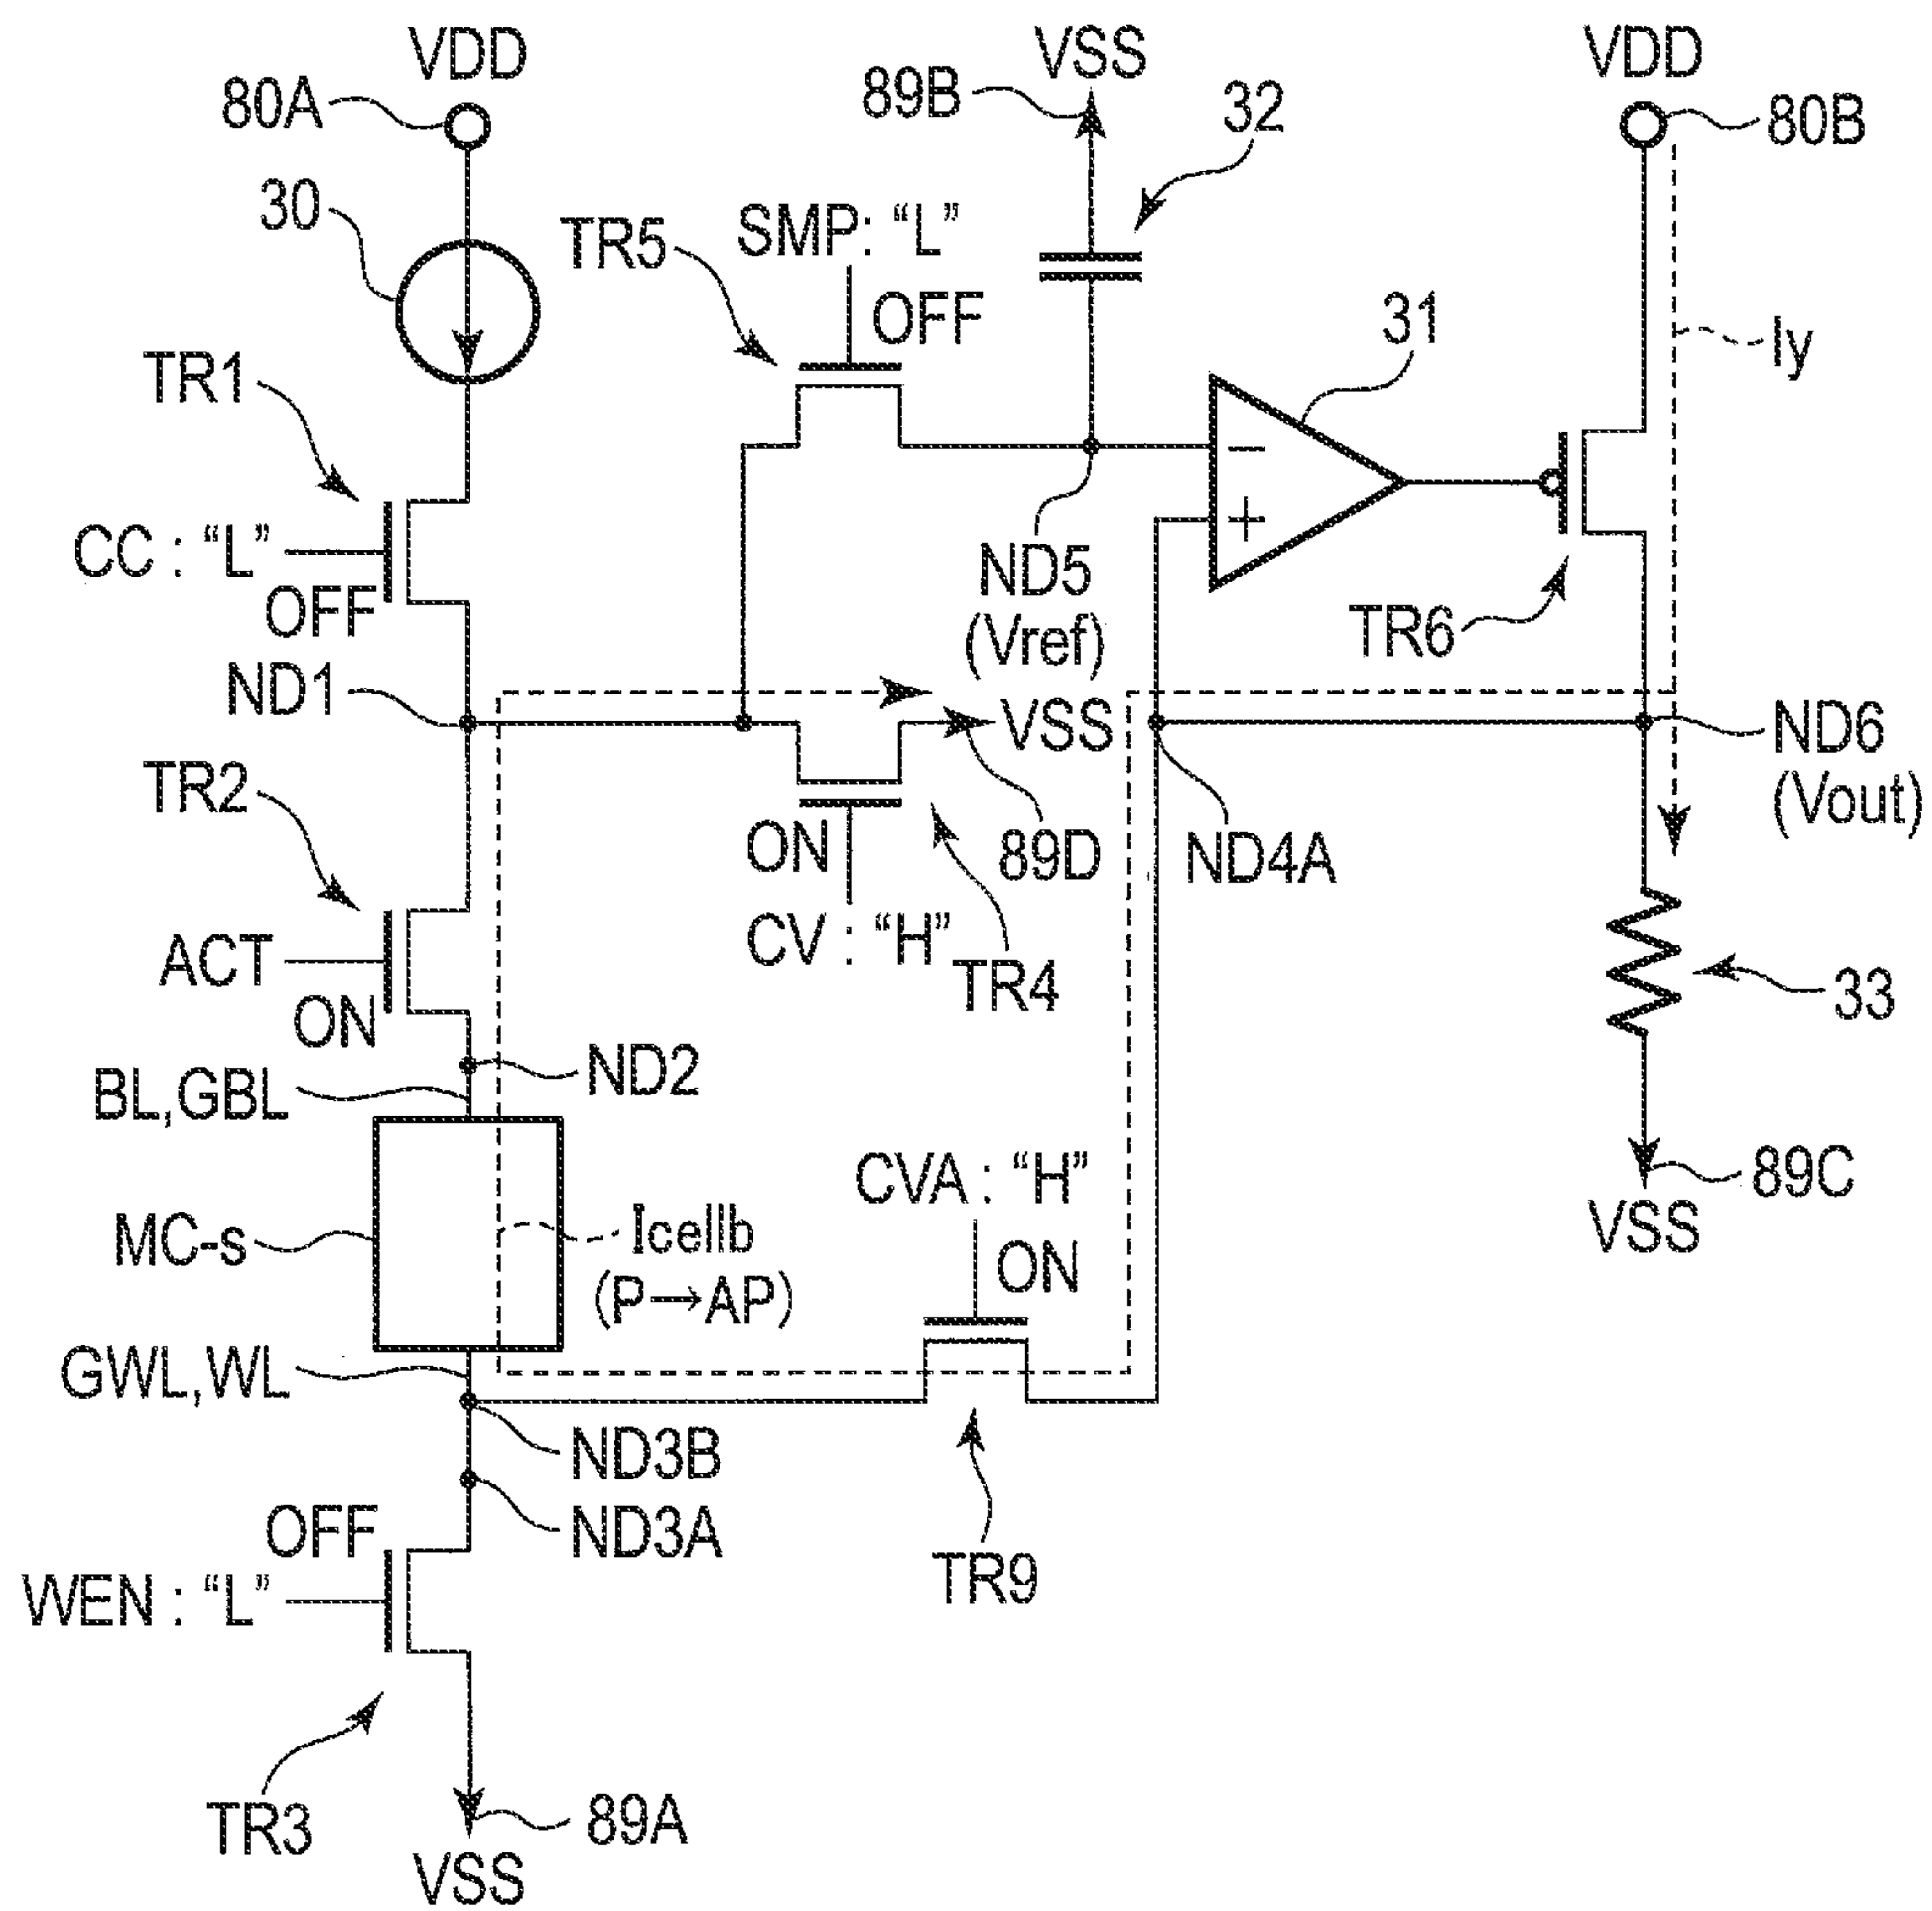 VDD
VSS
VDD
80A
89B
32
80B
30
TR5
SMP : “L”
OFF
31
Iy
TR1
−
+
CC : “L”
OFF
ND5
(Vref)
TR6
ND1
VSS
ND6
(Vout)
TR2
ON
89D
ND4A
CV : “H”
TR4
ACT
ON
33
ND2
BL,GBL
CVA : “H”
89C
VSS
MC-s
Icellb
(P→AP)
ON
GWL,WL
ND3B
OFF
ND3A
TR9
WEN : “L”
TR3
89A
VSS